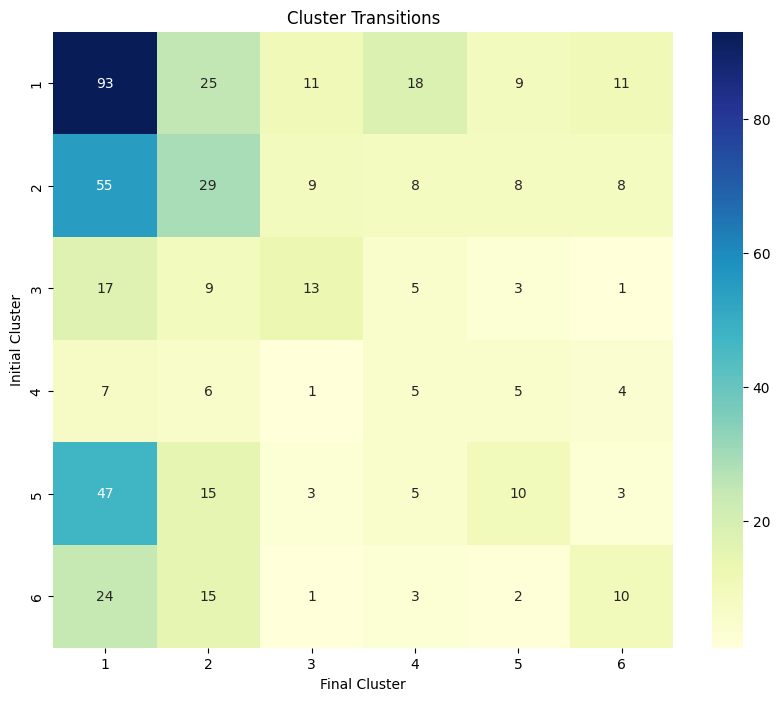 Cluster Transitions
1 93 25 11 18 9 11
2 55 29 9 8 8 8
3 17 9 13 5 3 1
4 7 6 1 5 5 4
5 47 15 3 5 10 3
6 24 15 1 3 2 10
1 2 3 4 5 6
Initial Cluster
Final Cluster
80
60
40
20